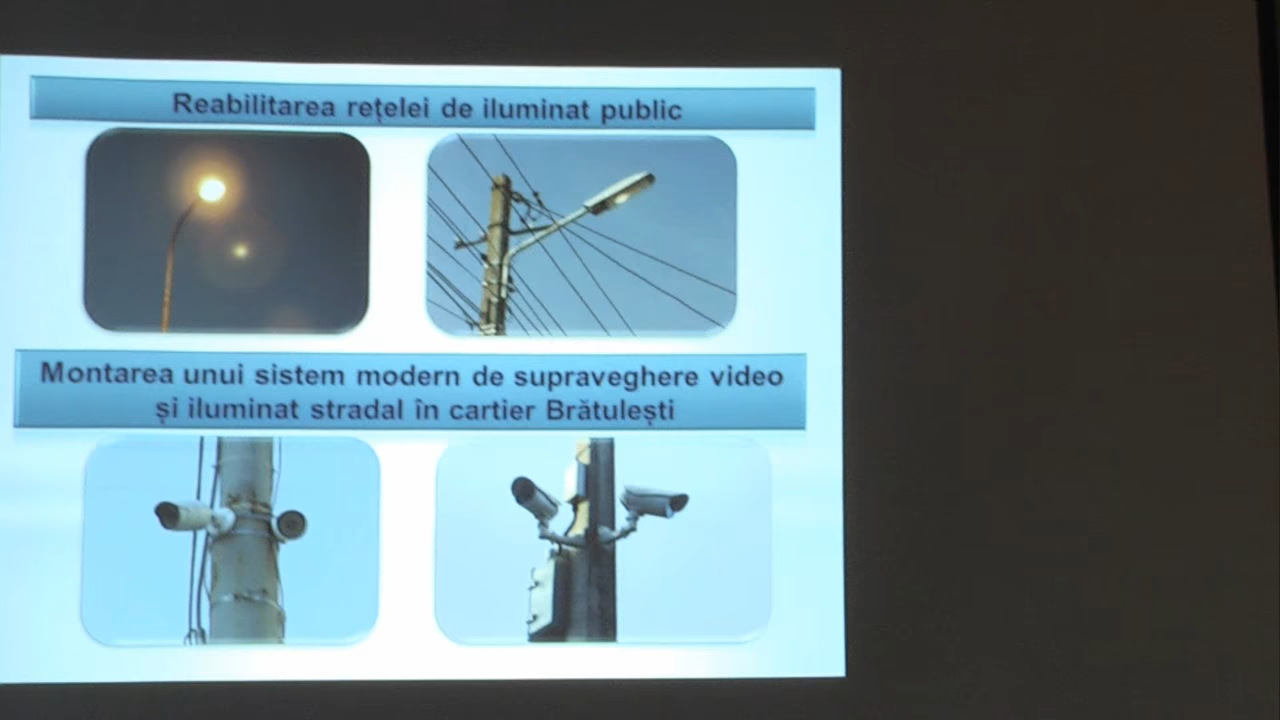 Reabilitarea rețelei de iluminat public
Montarea unui sistem modern de supraveghere video
și iluminat stradal în cartier Brătulești